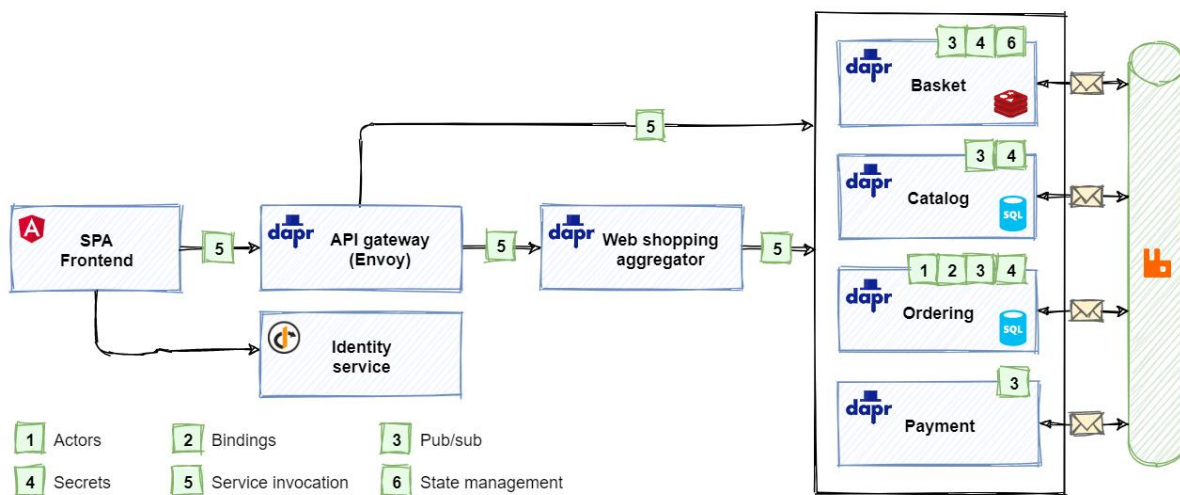 3 4 6
dapr
Basket
5
3 4
dapr
Catalog
SQL
A
SPA
Frontend
5
dapr
API gateway
(Envoy)
5
dapr
Web shopping
aggregator
5
1 2 3 4
dapr
Ordering
SQL
Identity
service
3
dapr
Payment
1 Actors
2 Bindings
3 Pub/sub
4 Secrets
5 Service invocation
6 State management